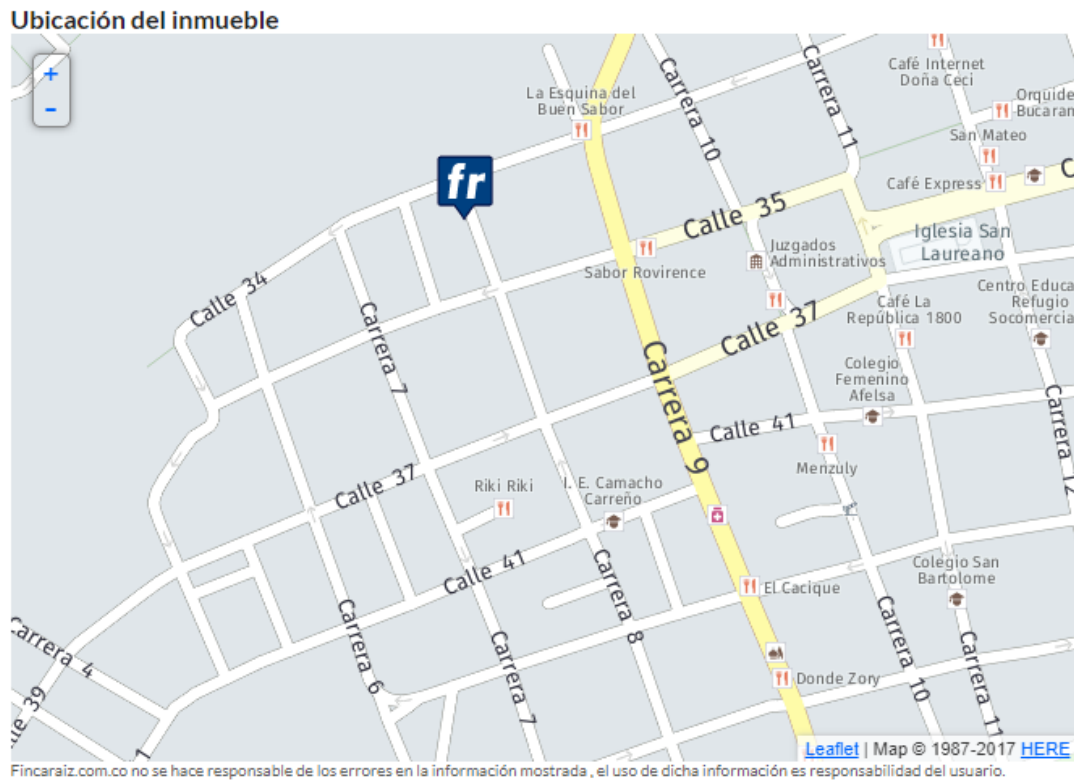 Ubicación del inmueble
+
-
La Esquina del
Buen Sabor
Carrera 10
Carrera 11
Café Internet
Doña Ceci
Orquide
Bucaran
San Mateo
Café Express
C
fr
Calle 35
Iglesia San
Laureano
Juzgados
Administrativos
Sabor Rovirence
Calle 34
Carrera 7
Calle 37
Café La
República 1800
Centro Educa
Refugio
Socomercia
Carrera 9
Colegio
Femenino
Afelsa
Calle 41
Carrera 12
Menzuly
Calle 37
Riki Riki
I. E. Camacho
Carreño
Calle 41
Colegio San
Bartolome
El Cacique
Carrera 8
Carrera 6
Carrera 7
Carrera 10
Carrera 11
Carrera 4
Donde Zory
lle 39
1
Leaflet | Map © 1987-2017 HERE
Fincaraiz.com.co no se hace responsable de los errores en la información mostrada , el uso de dicha información es responsabilidad del usuario.